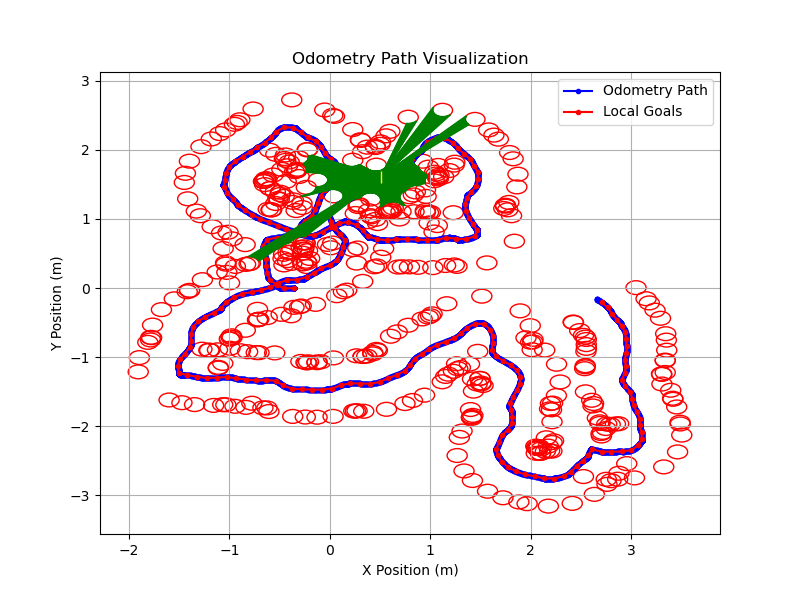 Odometry Path Visualization
Odometry Path
Local Goals
3
2
1
0
−1
−2
−3
Y Position (m)
−2
−1
0
1
2
3
X Position (m)